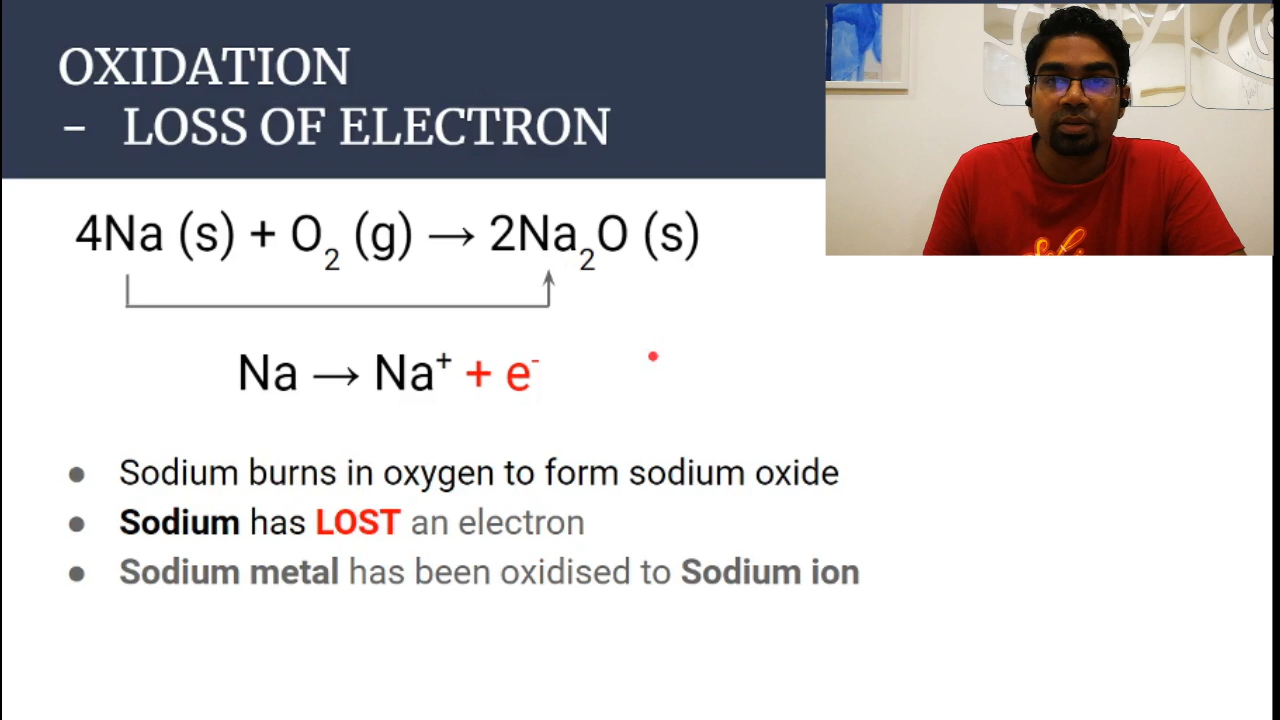 OXIDATION
- LOSS OF ELECTRON
4Na (s) + O₂ (g) → 2Na₂O (s)
Na → Na⁺ + e⁻
● Sodium burns in oxygen to form sodium oxide
● Sodium has LOST an electron
● Sodium metal has been oxidised to Sodium ion